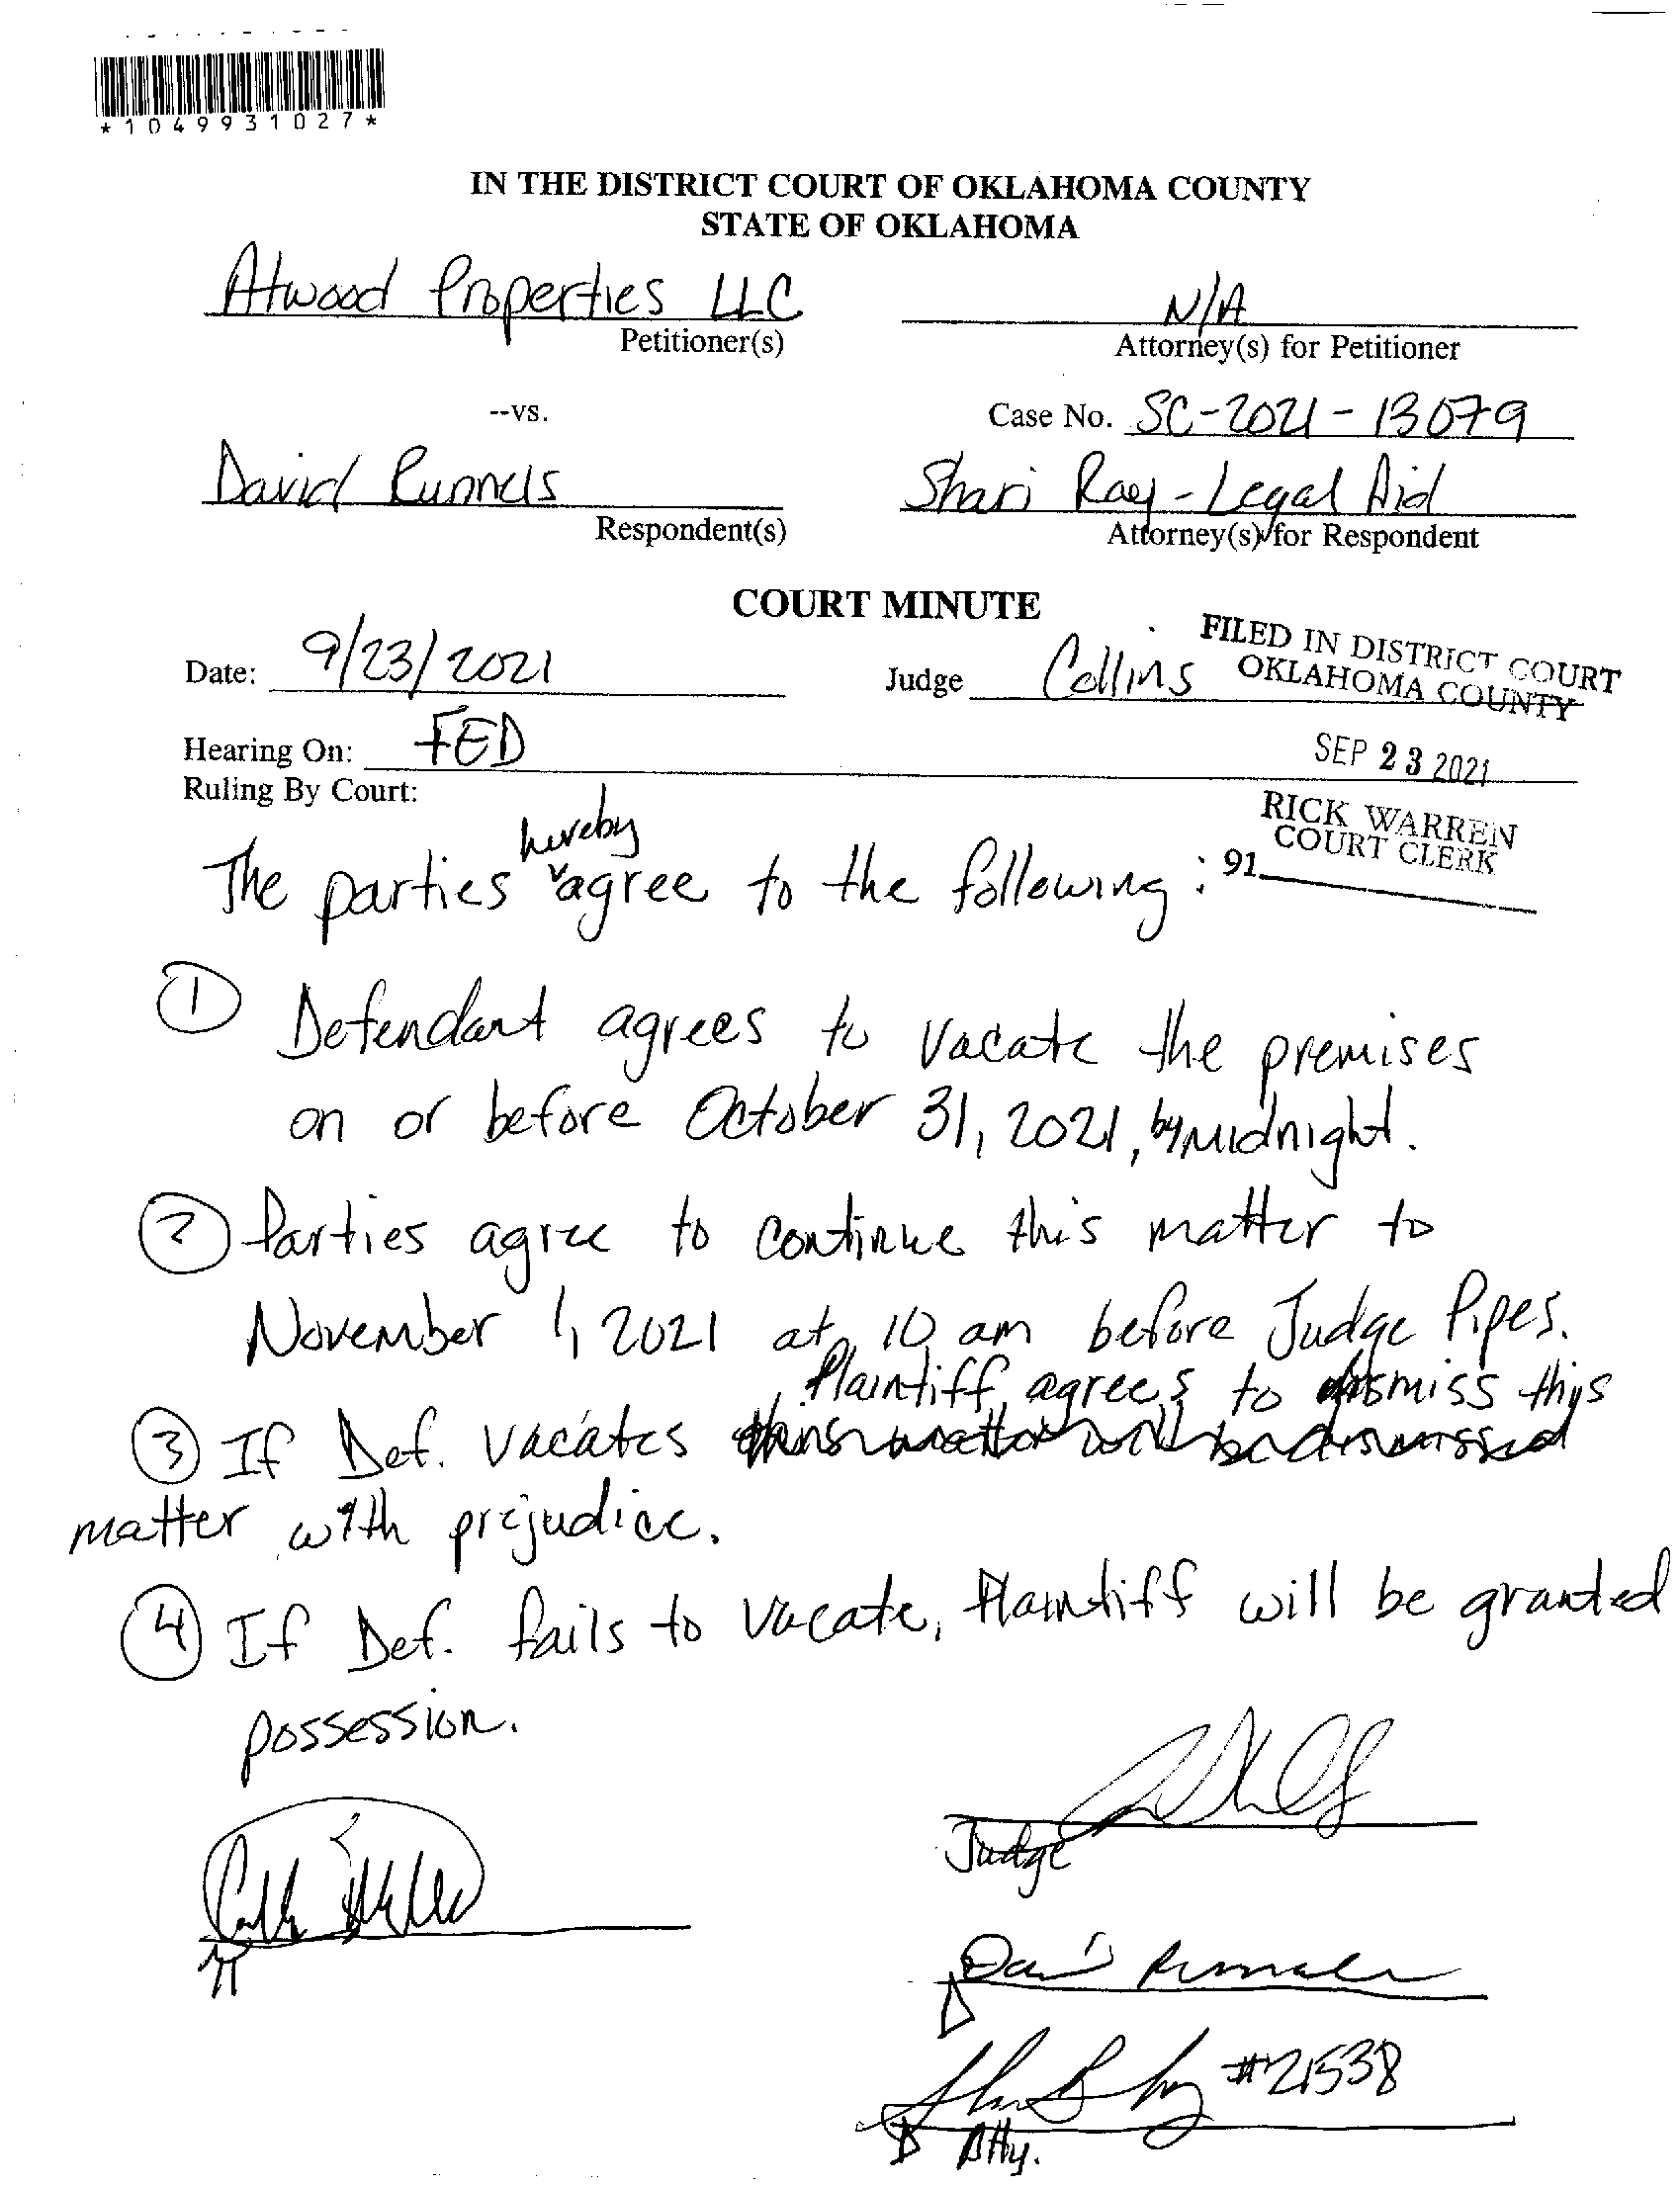 *1049931027*
IN THE DISTRICT COURT OF OKLAHOMA COUNTY
STATE OF OKLAHOMA
Atwood Properties LLC
Petitioner(s)
N/A
Attorney(s) for Petitioner
--vs.
Case No. SC-2021-13079
David Runnels
Respondent(s)
Shari Ray - Legal Aid
Attorney(s) for Respondent
COURT MINUTE
FILED IN DISTRICT COURT
OKLAHOMA COUNTY
Date: 9/23/2021
Judge Collins
SEP 23 2021
Hearing On: FED
Ruling By Court:
RICK WARREN
COURT CLERK
91
The parties hereby agree to the following:
1 Defendant agrees to vacate the premises
on or before October 31, 2021, by midnight.
2 Parties agree to continue this matter to
November 1, 2021 at 10 am before Judge Pipes.
Plaintiff agrees to dismiss this
3 If Def. vacates this matter will be dismissed
matter with prejudice.
4 If Def. fails to vacate, Plaintiff will be granted
possession.
Judge
π
David Runnels
Δ
#21538
Δ Atty.